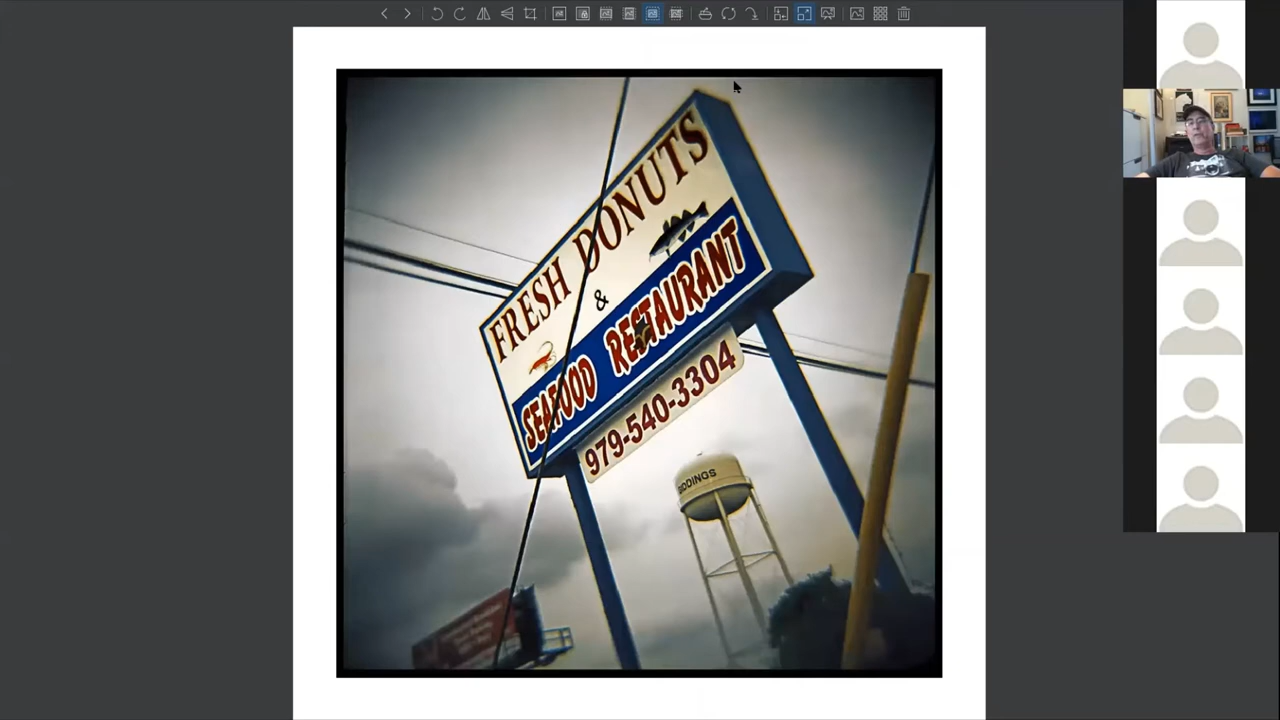 FRESH DONUTS
&
SEAFOOD RESTAURANT
979-540-3304
GIDDINGS